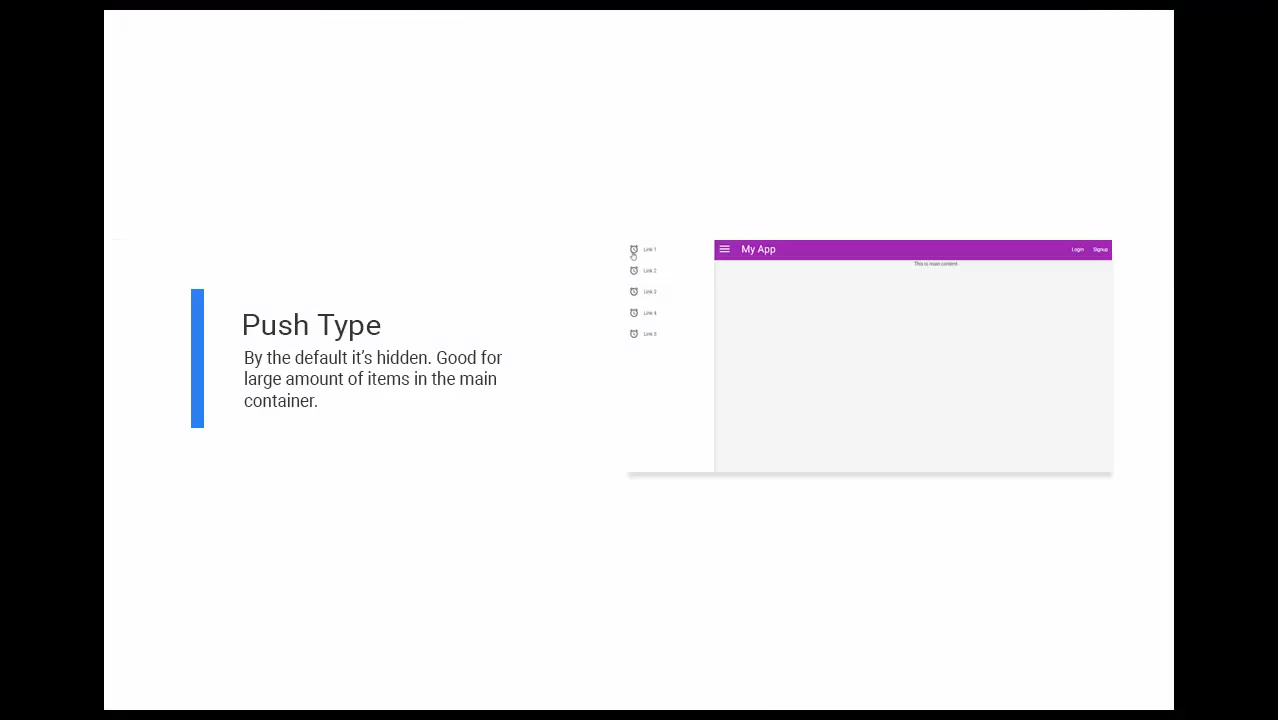 Push Type
By the default it's hidden. Good for
large amount of items in the main
container.
Link 1
Link 2
Link 3
Link 4
Link 5
My App
Login Signup
This is main content